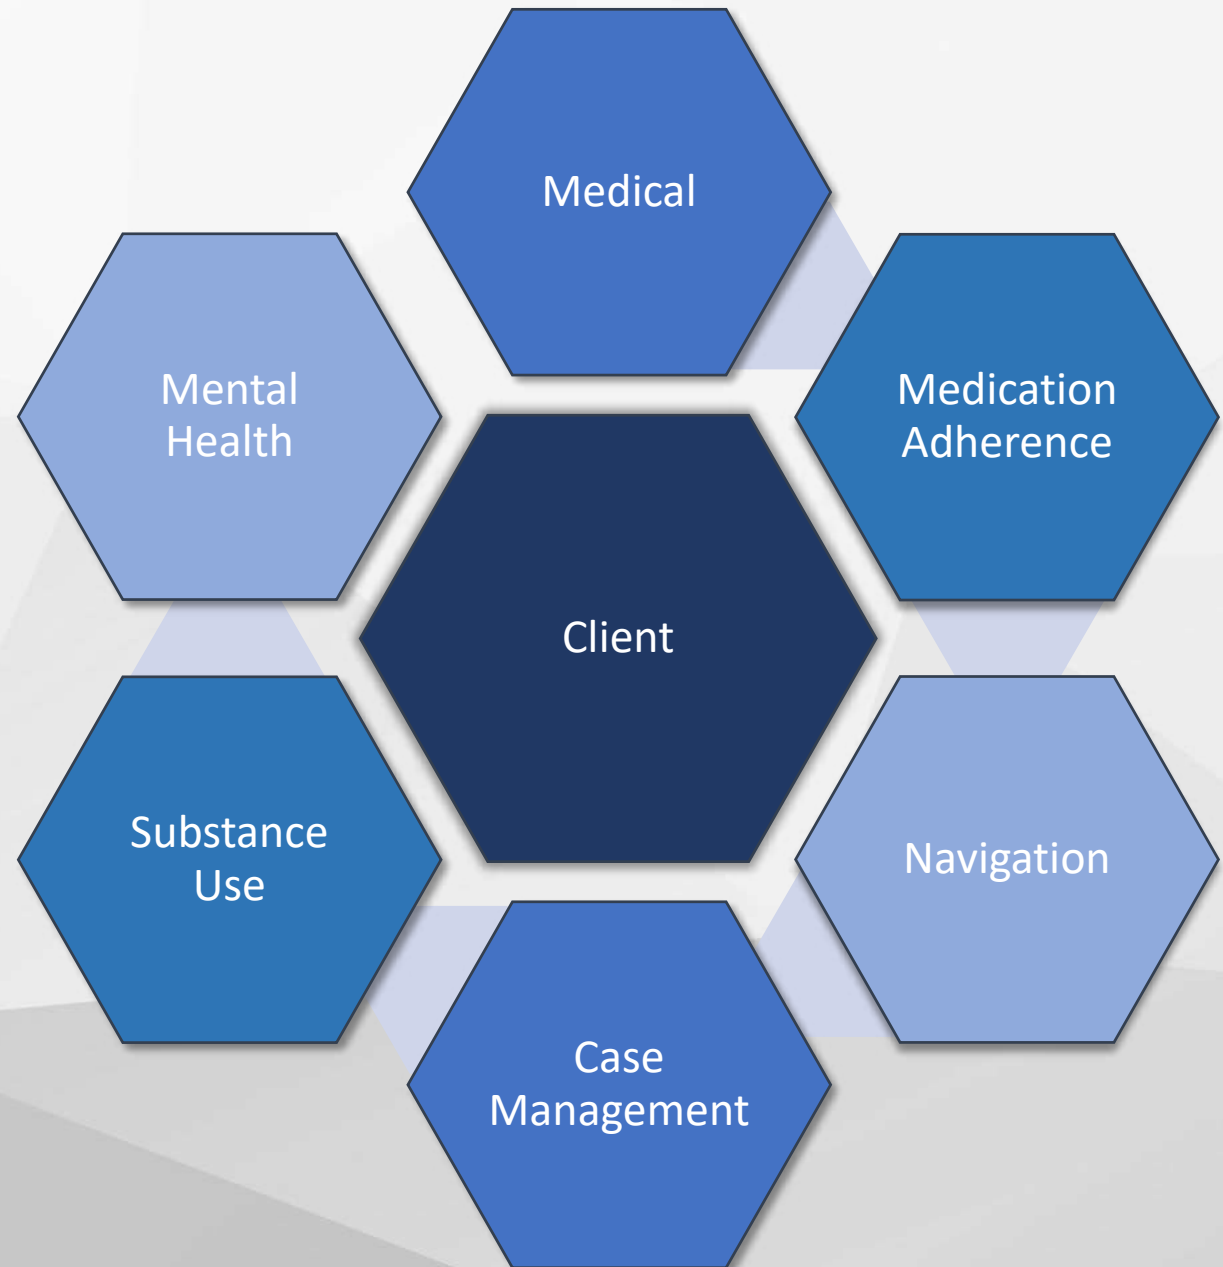 Medical
Mental
Health
Medication
Adherence
Client
Substance
Use
Navigation
Case
Management